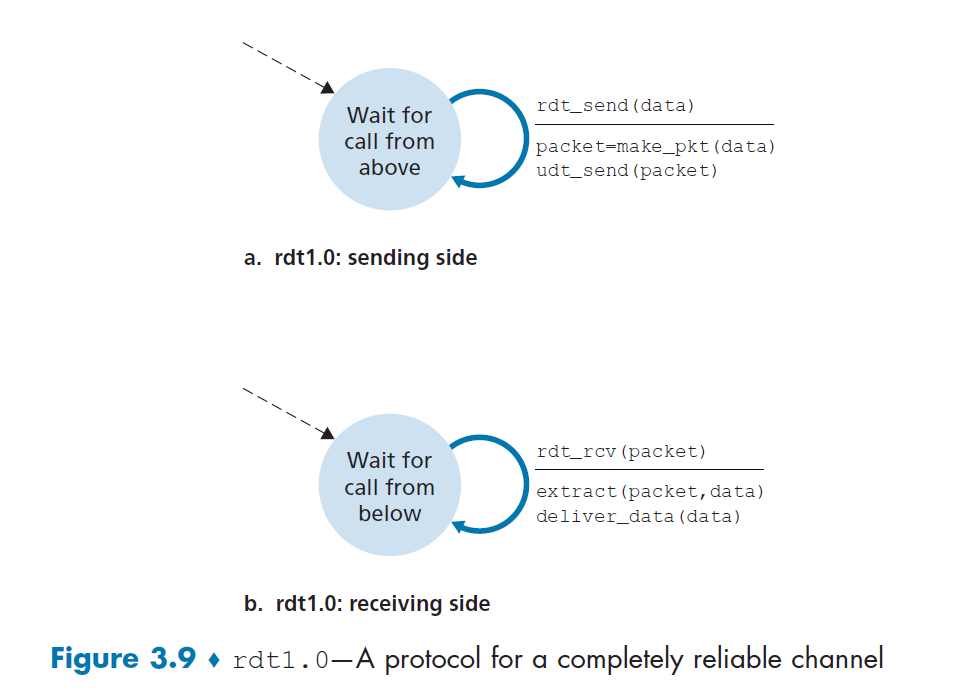 Wait for
call from
above
rdt_send(data)
packet=make_pkt(data)
udt_send(packet)
a. rdt1.0: sending side
Wait for
call from
below
rdt_rcv(packet)
extract(packet,data)
deliver_data(data)
b. rdt1.0: receiving side
Figure 3.9 ♦ rdt1.0—A protocol for a completely reliable channel